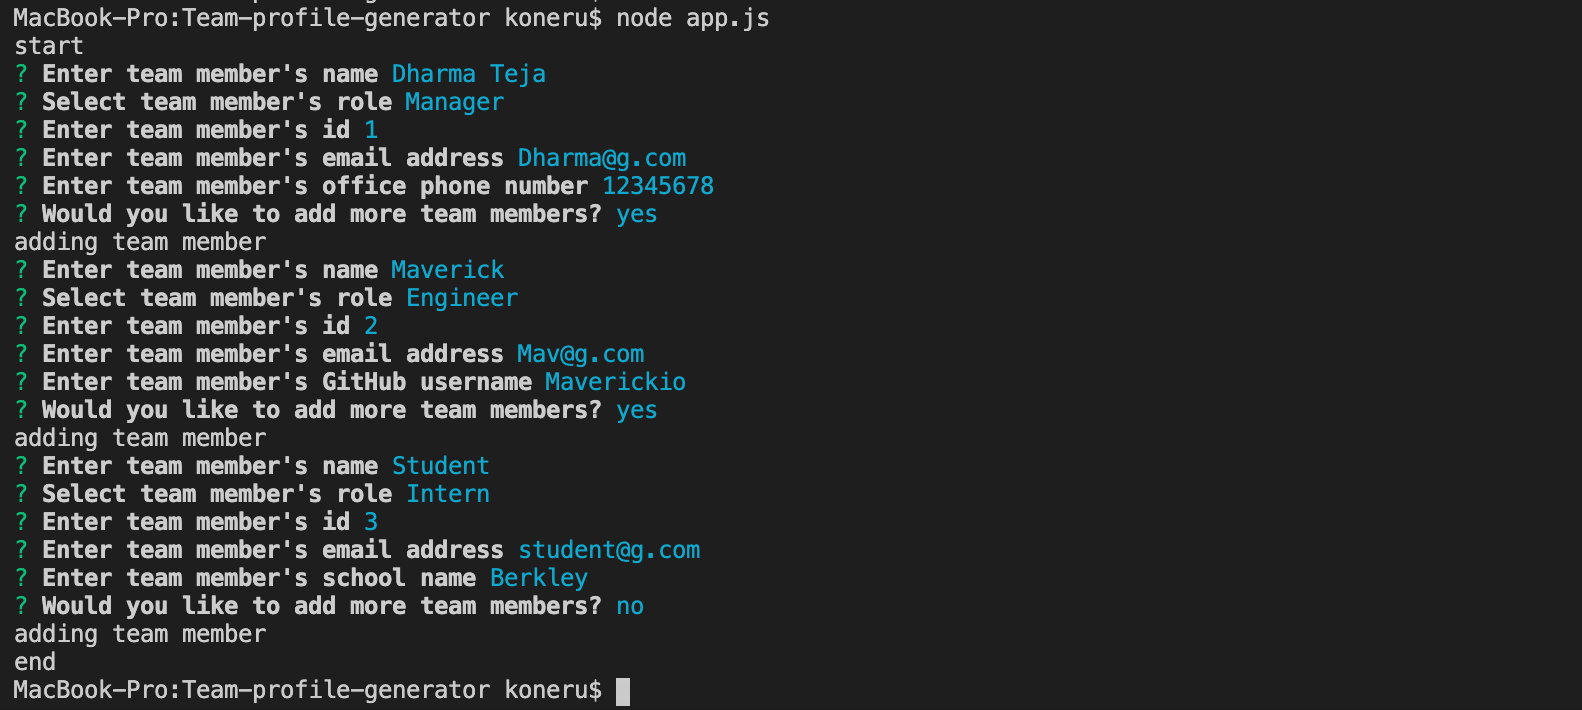 MacBook-Pro:Team-profile-generator koneru$ node app.js
start
? Enter team member's name Dharma Teja
? Select team member's role Manager
? Enter team member's id 1
? Enter team member's email address Dharma@g.com
? Enter team member's office phone number 12345678
? Would you like to add more team members? yes
adding team member
? Enter team member's name Maverick
? Select team member's role Engineer
? Enter team member's id 2
? Enter team member's email address Mav@g.com
? Enter team member's GitHub username Maverickio
? Would you like to add more team members? yes
adding team member
? Enter team member's name Student
? Select team member's role Intern
? Enter team member's id 3
? Enter team member's email address student@g.com
? Enter team member's school name Berkley
? Would you like to add more team members? no
adding team member
end
MacBook-Pro:Team-profile-generator koneru$